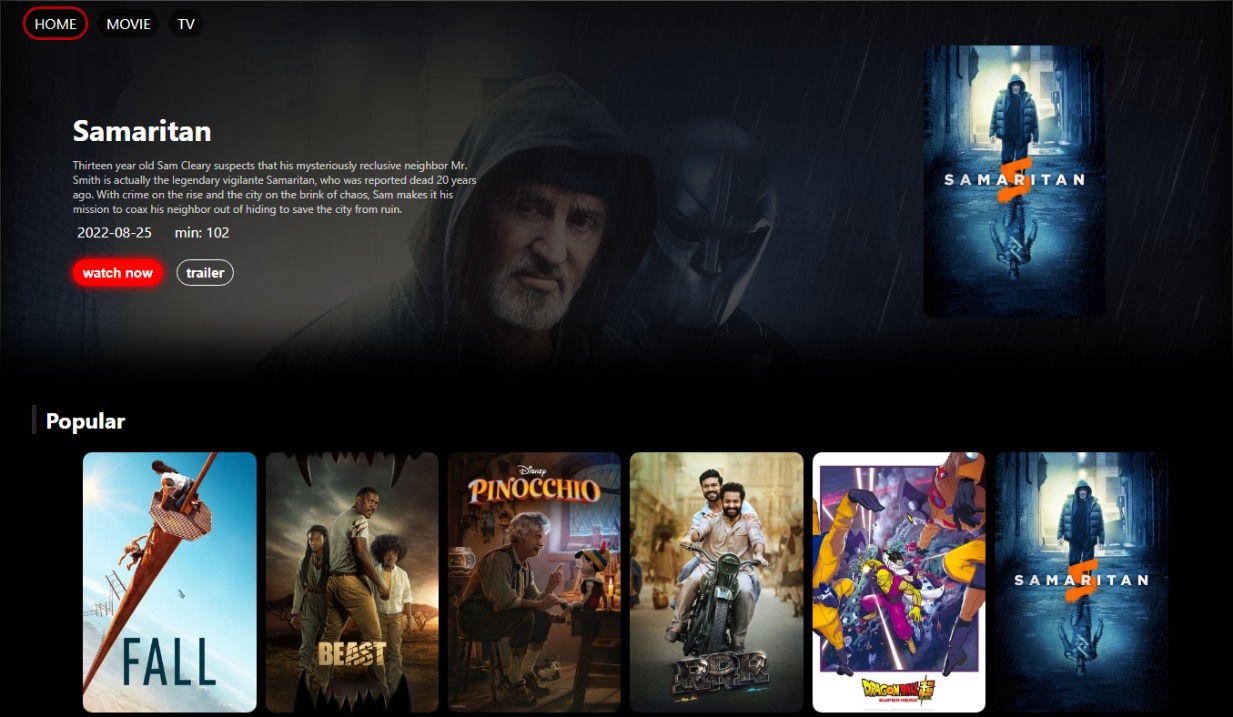 HOME MOVIE TV
Samaritan
Thirteen year old Sam Cleary suspects that his mysteriously reclusive neighbor Mr.
Smith is actually the legendary vigilante Samaritan, who was reported dead 20 years
ago. With crime on the rise and the city on the brink of chaos, Sam makes it his
mission to coax his neighbor out of hiding to save the city from ruin.
2022-08-25 min: 102
watch now trailer
SAMARITAN
Popular
FALL
BEAST
Disney
PINOCCHIO
RRR
DRAGON BALL
SUPER HERO
SAMARITAN